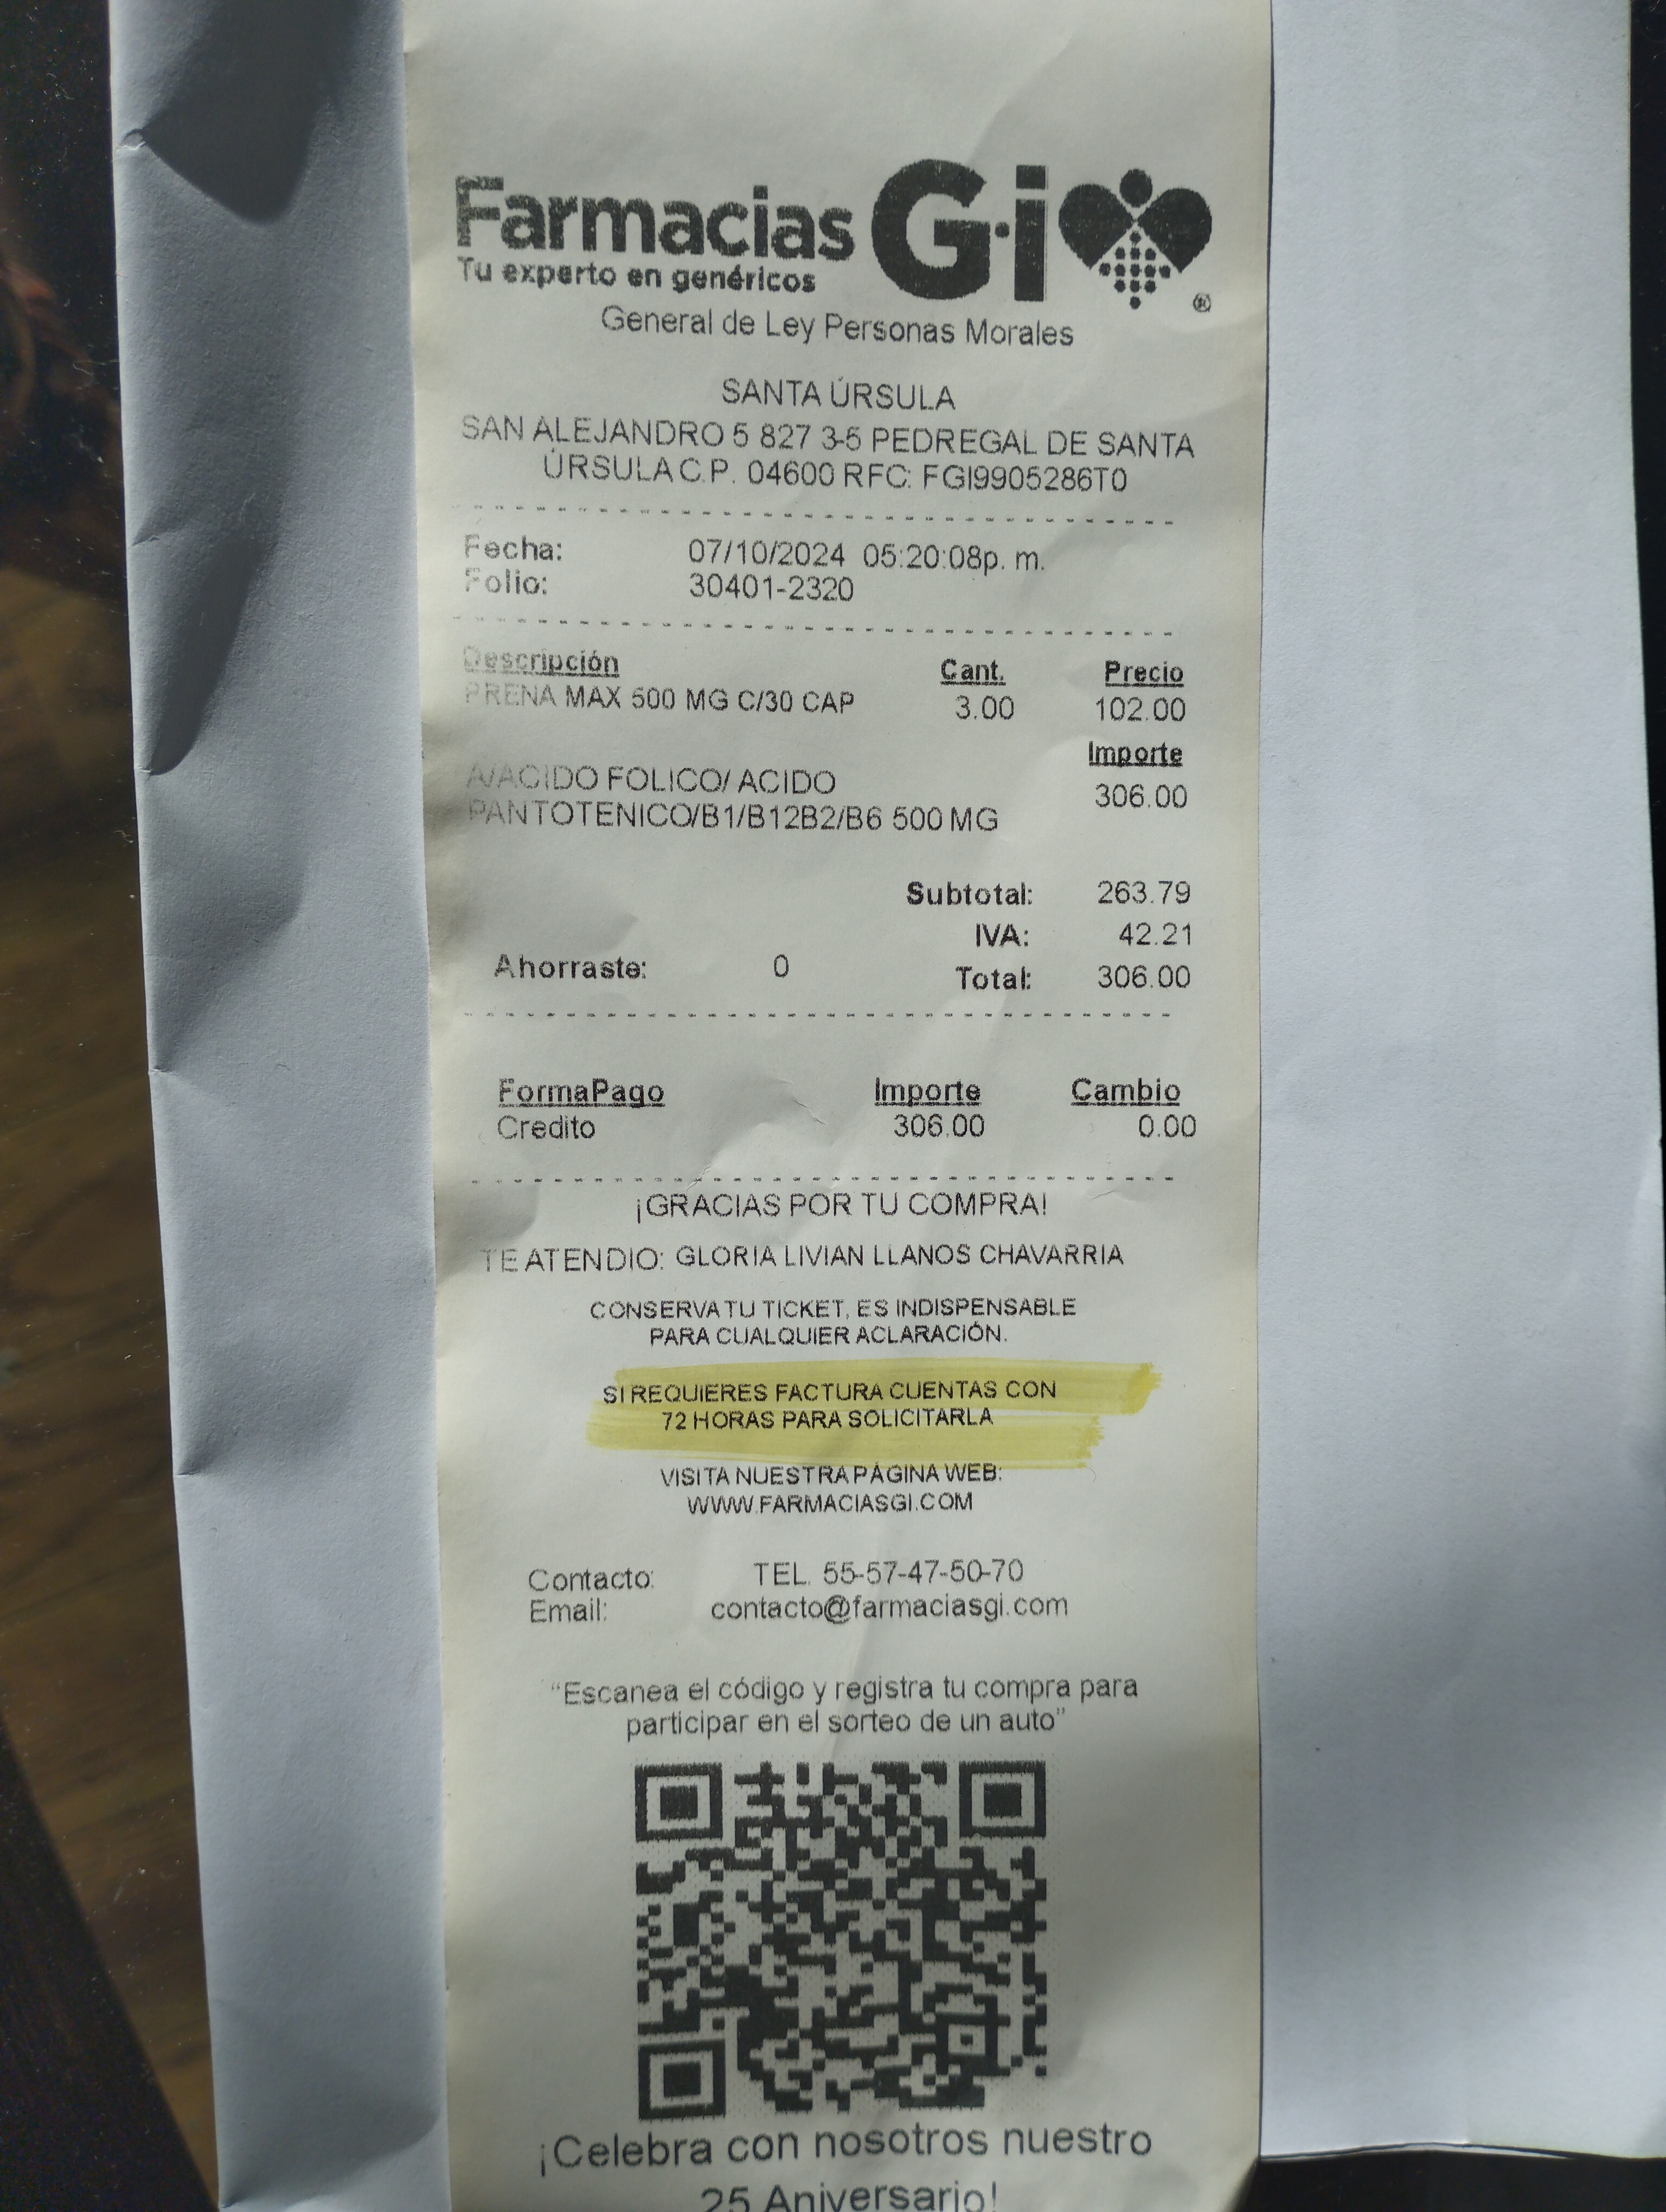 Farmacias G·i
Tu experto en genéricos
®
General de Ley Personas Morales
SANTA ÚRSULA
SAN ALEJANDRO 5 827 3-5 PEDREGAL DE SANTA
ÚRSULA C.P. 04600 RFC: FGI9905286T0
Fecha: 07/10/2024 05:20:08p. m.
Folio: 30401-2320
Descripción Cant. Precio
PRENA MAX 500 MG C/30 CAP 3.00 102.00
Importe
A/ACIDO FOLICO/ ACIDO 306.00
PANTOTENICO/B1/B12B2/B6 500 MG
Subtotal: 263.79
IVA: 42.21
Ahorraste: 0 Total: 306.00
FormaPago Importe Cambio
Credito 306.00 0.00
¡GRACIAS POR TU COMPRA!
TE ATENDIO: GLORIA LIVIAN LLANOS CHAVARRIA
CONSERVA TU TICKET, ES INDISPENSABLE
PARA CUALQUIER ACLARACIÓN.
SI REQUIERES FACTURA CUENTAS CON
72 HORAS PARA SOLICITARLA
VISITA NUESTRA PÁGINA WEB:
WWW.FARMACIASGI.COM
Contacto: TEL. 55-57-47-50-70
Email: contacto@farmaciasgi.com
"Escanea el código y registra tu compra para
participar en el sorteo de un auto"
¡Celebra con nosotros nuestro
25 Aniversario!